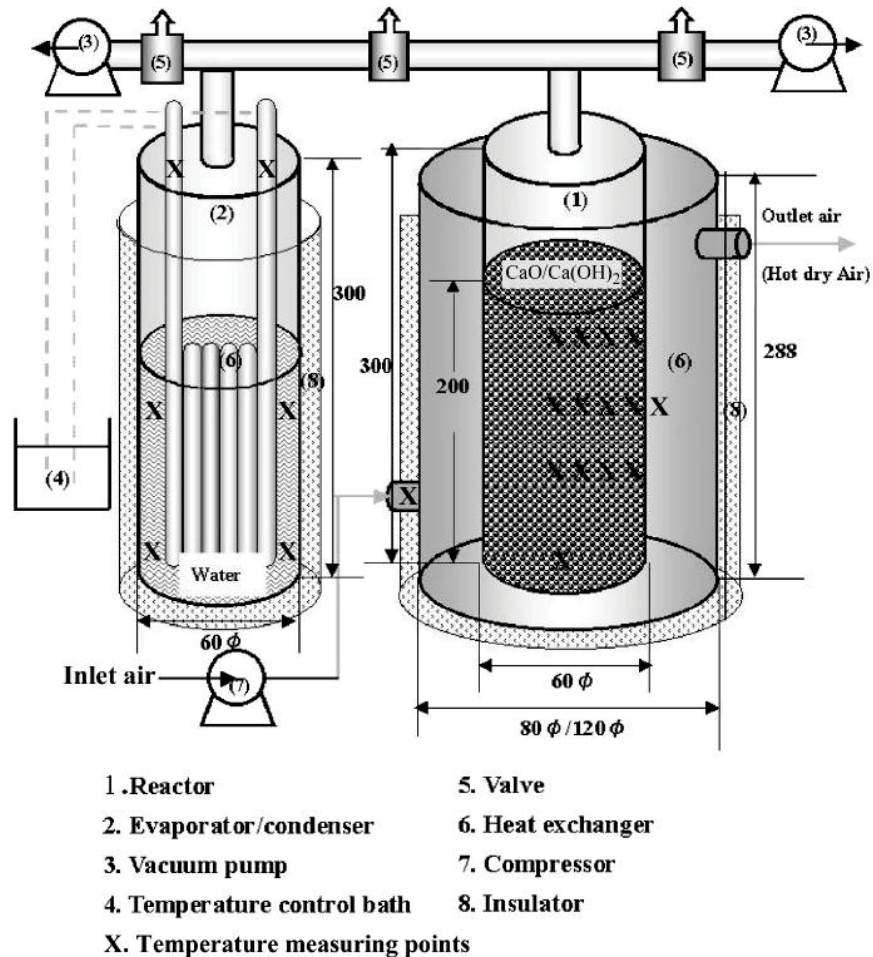 (3)
(5)
(5)
(5)
(3)
X
X
(2)
(1)
Outlet air
(Hot dry Air)
CaO/Ca(OH)2
300
300
288
200
(6)
(6)
(8)
(8)
X X X X
X
X
X X X X X
X X X X
(4)
X
X
X
X
Water
60 ϕ
Inlet air
(7)
60 ϕ
80 ϕ /120 ϕ
1 .Reactor
2. Evaporator/condenser
3. Vacuum pump
4. Temperature control bath
X. Temperature measuring points
5. Valve
6. Heat exchanger
7. Compressor
8. Insulator